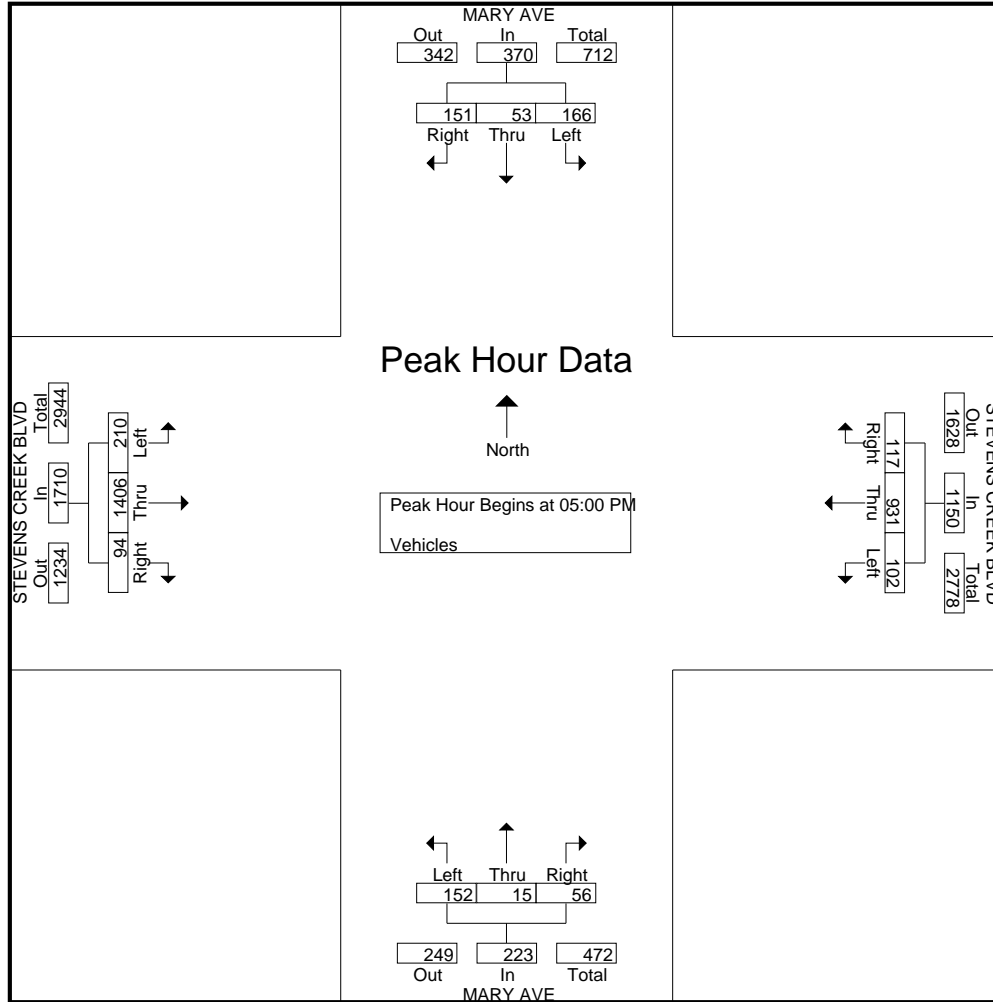 MARY AVE
Out In Total
342 370 712
151 53 166
Right Thru Left
Peak Hour Data
North
Peak Hour Begins at 05:00 PM
Vehicles
STEVENS CREEK BLVD
Out In Total
1234 1710 2944
94 1406 210
Right Thru Left
STEVENS CREEK BLVD
Out In Total
1628 1150 2778
117 931 102
Right Thru Left
Left Thru Right
152 15 56
249 223 472
Out In Total
MARY AVE